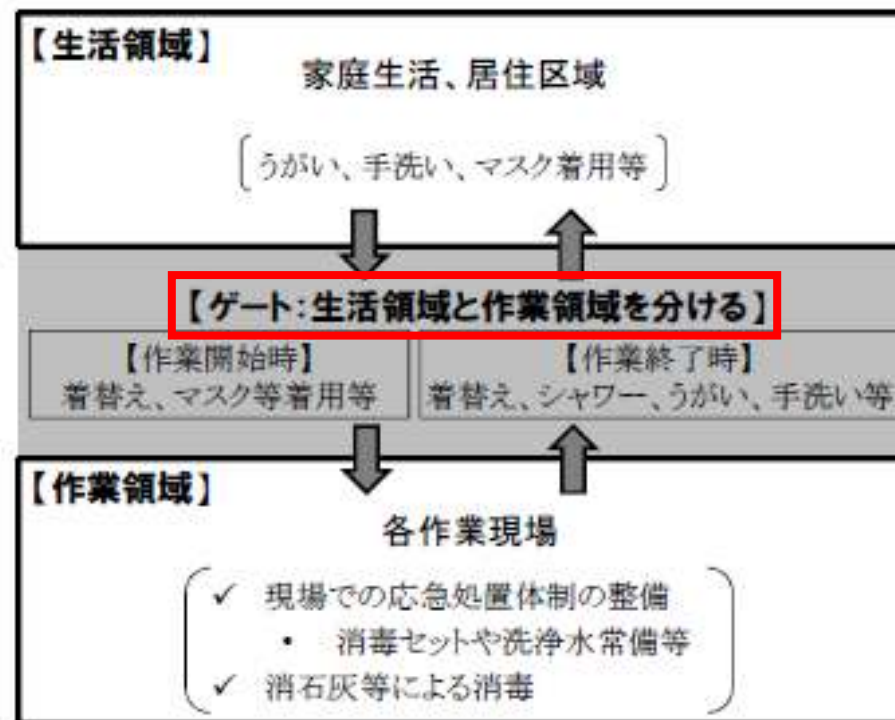 【生活領域】
家庭生活、居住区域
うがい、手洗い、マスク着用等
【ゲート:生活領域と作業領域を分ける】
【作業開始時】
着替え、マスク等着用等
【作業終了時】
着替え、シャワー、うがい、手洗い等
【作業領域】
各作業現場
✓ 現場での応急処置体制の整備
・ 消毒セットや洗浄水常備等
✓ 消石灰等による消毒